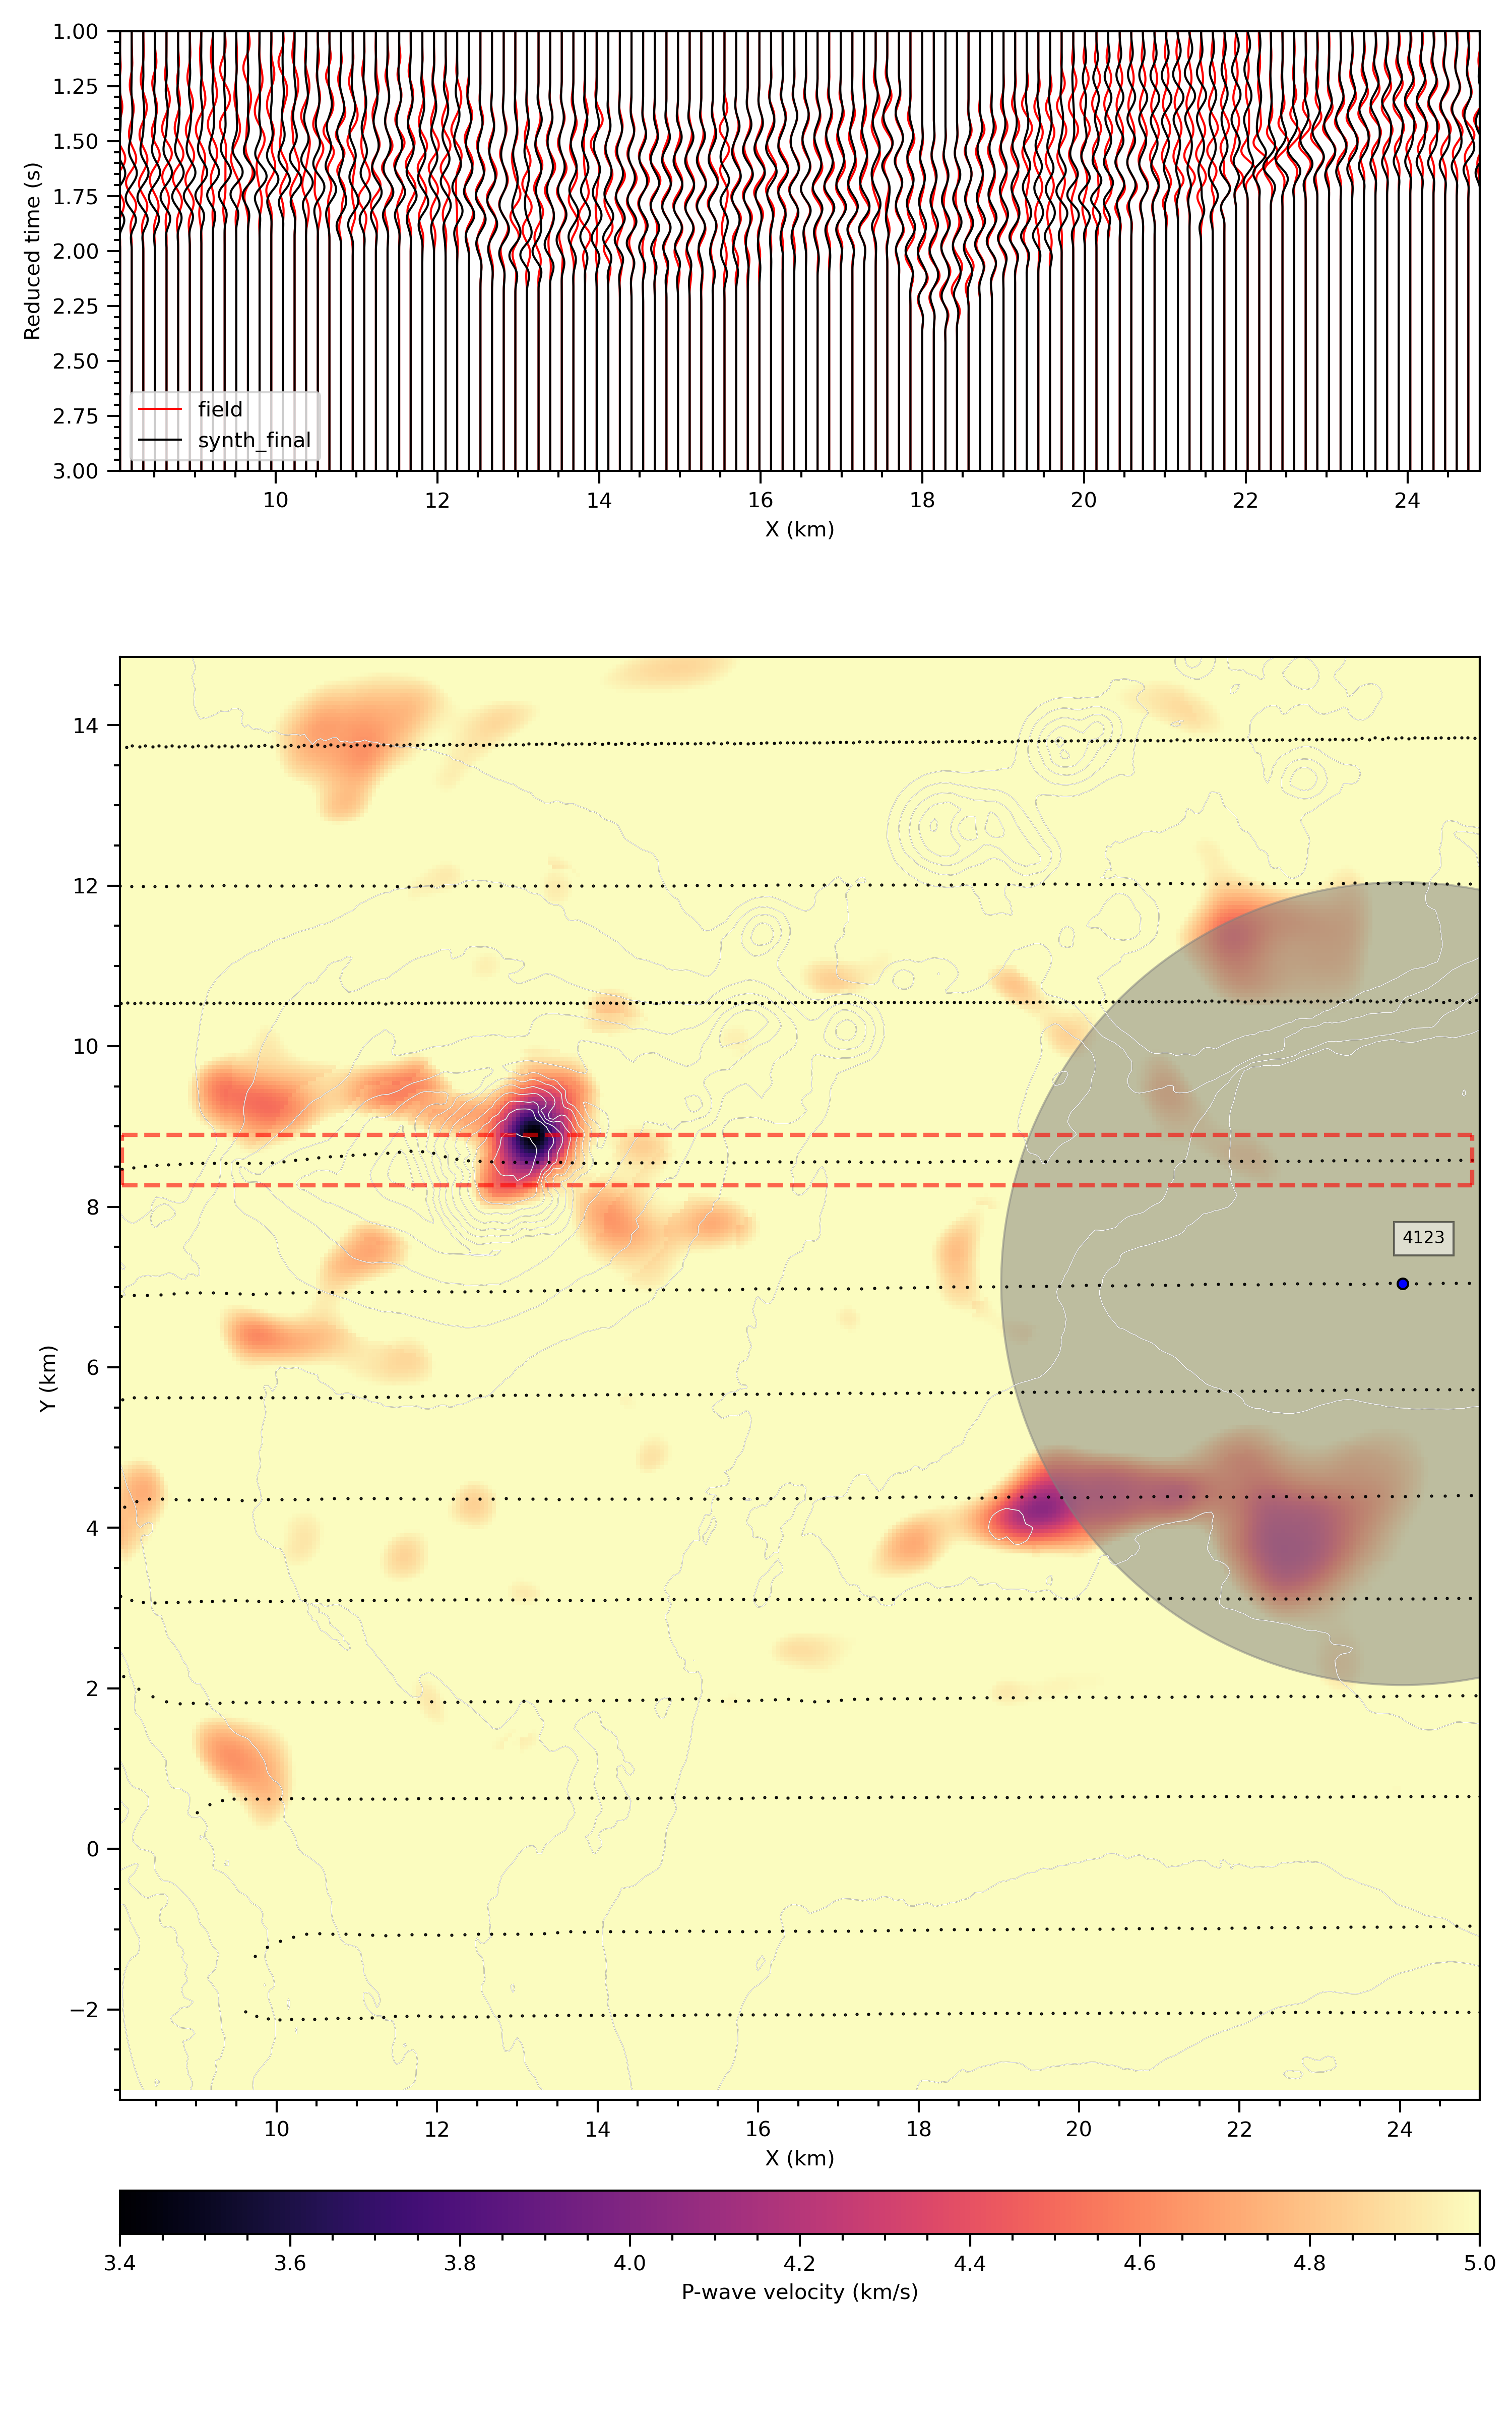 1.00
1.25
1.50
1.75
2.00
2.25
2.50
2.75
3.00
Reduced time (s)
field
synth_final
10 12 14 16 18 20 22 24
X (km)
14
12
10
8
6
4
2
0
−2
Y (km)
4123
10 12 14 16 18 20 22 24
X (km)
3.4 3.6 3.8 4.0 4.2 4.4 4.6 4.8 5.0
P-wave velocity (km/s)